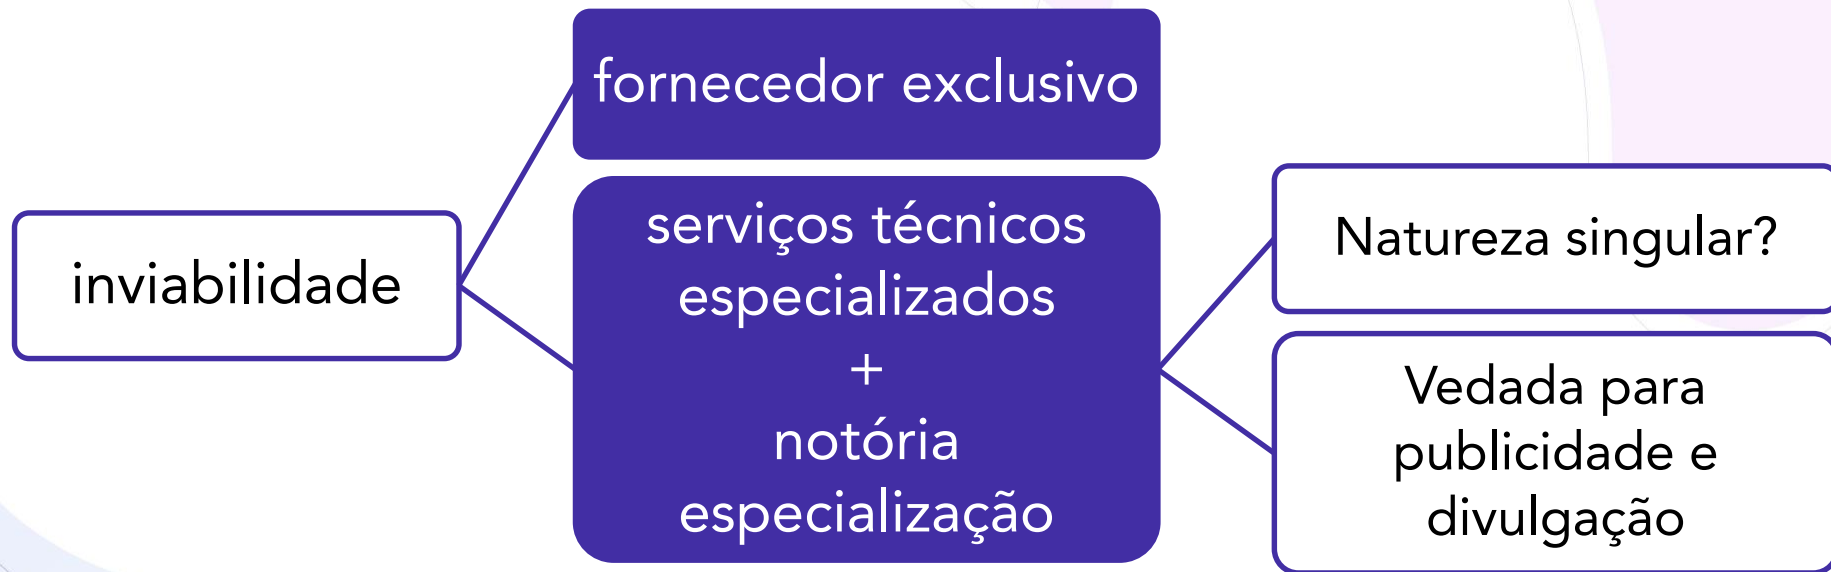 inviabilidade
fornecedor exclusivo
serviços técnicos
especializados
+
notória
especialização
Natureza singular?
Vedada para
publicidade e
divulgação